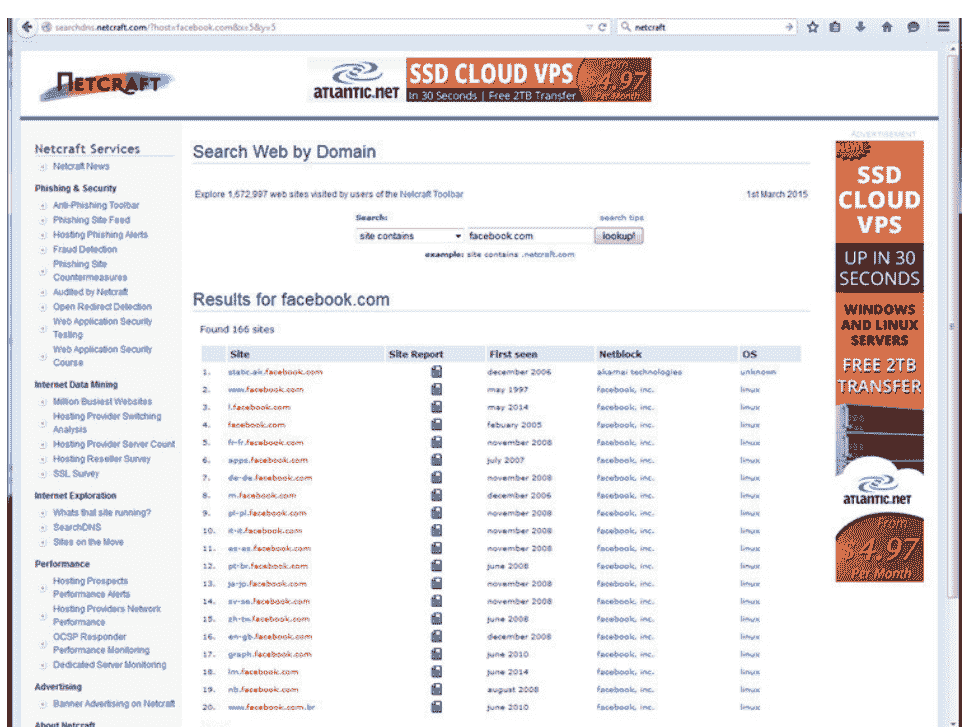 searchdns.netcraft.com/?host=facebook.com&x=5&y=5
netcraft
NETCRAFT
atlantic.net
SSD CLOUD VPS
In 30 Seconds | Free 2TB Transfer
$4.97
Per Month
Netcraft Services
Netcraft News
Phishing & Security
Anti-Phishing Toolbar
Phishing Site Feed
Hosting Phishing Alerts
Fraud Detection
Phishing Site
Countermeasures
Audited by Netcraft
Open Redirect Detection
Web Application Security
Testing
Web Application Security
Course
Internet Data Mining
Million Busiest Websites
Hosting Provider Switching
Analysis
Hosting Provider Server Count
Hosting Reseller Survey
SSL Survey
Internet Exploration
Whats that site running?
SearchDNS
Sites on the Move
Performance
Hosting Prospects
Performance Alerts
Hosting Providers Network
Performance
OCSP Responder
Performance Monitoring
Dedicated Server Monitoring
Advertising
Banner Advertising on Netcraft
About Netcraft
Search Web by Domain
Explore 1,572,997 web sites visited by users of the Netcraft Toolbar 1st March 2015
Search: search tips
site contains facebook.com lookup!
example: site contains .netcraft.com
Results for facebook.com
Found 166 sites
Site Site Report First seen Netblock OS
1. static.ak.facebook.com december 2006 akamai technologies unknown
2. www.facebook.com may 1997 facebook, inc. linux
3. l.facebook.com may 2014 facebook, inc. linux
4. facebook.com febuary 2005 facebook, inc. linux
5. fr-fr.facebook.com november 2008 facebook, inc. linux
6. apps.facebook.com july 2007 facebook, inc. linux
7. de-de.facebook.com november 2008 facebook, inc. linux
8. m.facebook.com december 2006 facebook, inc. linux
9. pl-pl.facebook.com november 2008 facebook, inc. linux
10. it-it.facebook.com november 2008 facebook, inc. linux
11. es-es.facebook.com november 2008 facebook, inc. linux
12. pt-br.facebook.com june 2008 facebook, inc. linux
13. ja-jp.facebook.com november 2008 facebook, inc. linux
14. sv-se.facebook.com november 2008 facebook, inc. linux
15. zh-tw.facebook.com june 2008 facebook, inc. linux
16. en-gb.facebook.com december 2008 facebook, inc. linux
17. graph.facebook.com june 2010 facebook, inc. linux
18. lm.facebook.com june 2014 facebook, inc. linux
19. nb.facebook.com august 2008 facebook, inc. linux
20. www.facebook.com.br june 2010 facebook, inc. linux
ADVERTISEMENT
SSD
CLOUD
VPS
UP IN 30
SECONDS
WINDOWS
AND LINUX
SERVERS
FREE 2TB
TRANSFER
atlantic.net
From
$4.97
Per Month